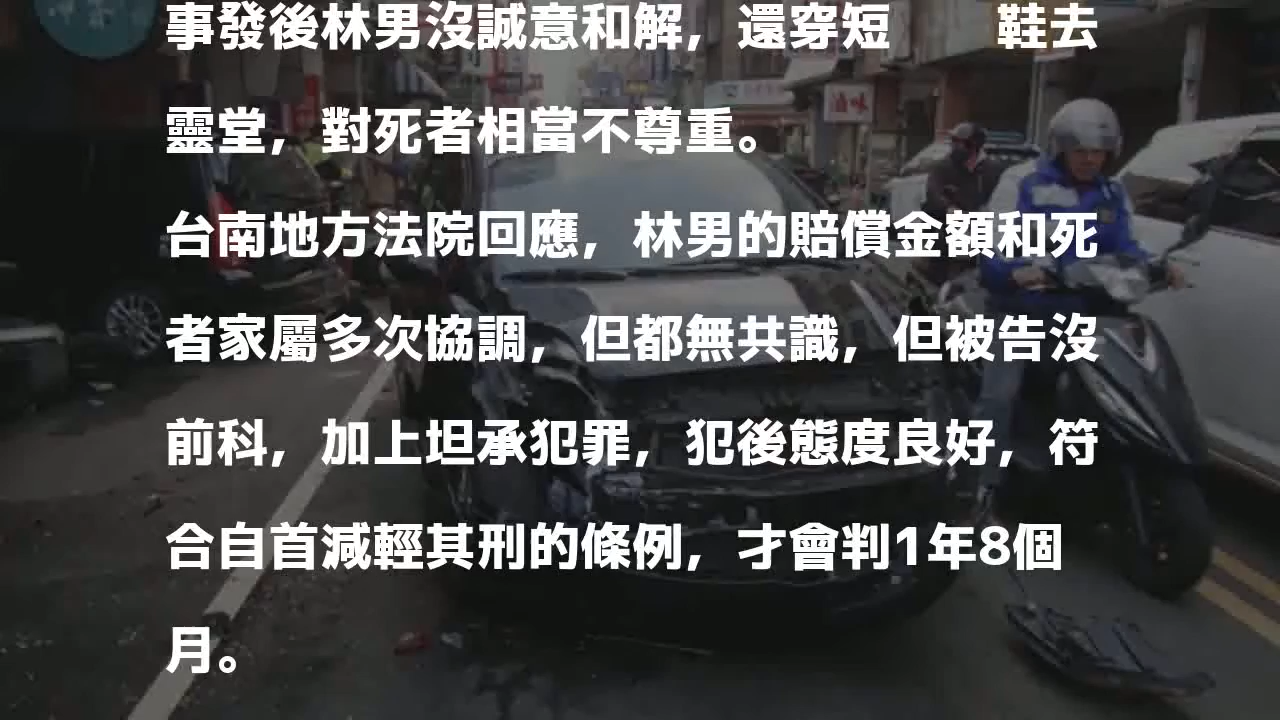 事發後林男沒誠意和解，還穿短 鞋去
靈堂，對死者相當不尊重。
台南地方法院回應，林男的賠償金額和死
者家屬多次協調，但都無共識，但被告沒
前科，加上坦承犯罪，犯後態度良好，符
合自首減輕其刑的條例，才會判1年8個
月。
滷味